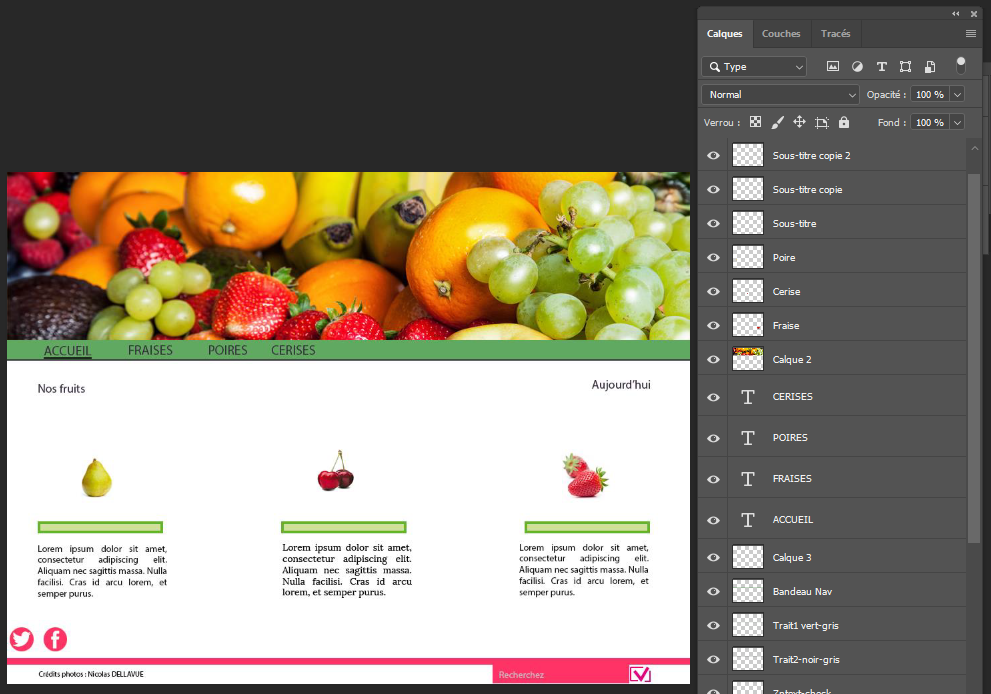 Calques Couches Tracés
Type
Normal Opacité : 100 %
Verrou : Fond : 100 %
Sous-titre copie 2
Sous-titre copie
Sous-titre
Poire
Cerise
Fraise
Calque 2
CERISES
POIRES
FRAISES
ACCUEIL
Calque 3
Bandeau Nav
Trait1 vert-gris
Trait2-noir-gris
ACCUEIL FRAISES POIRES CERISES
Nos fruits
Aujourd'hui
Lorem ipsum dolor sit amet,
consectetur adipiscing elit.
Aliquam nec sagittis massa. Nulla
facilisi. Cras id arcu lorem, et
semper purus.
Lorem ipsum dolor sit amet,
consectetur adipiscing elit.
Aliquam nec sagittis massa.
Nulla facilisi. Cras id arcu
lorem, et semper purus.
Lorem ipsum dolor sit amet,
consectetur adipiscing elit.
Aliquam nec sagittis massa. Nulla
facilisi. Cras id arcu lorem, et
semper purus.
Crédits photos : Nicolas DELLAVUE
Recherchez